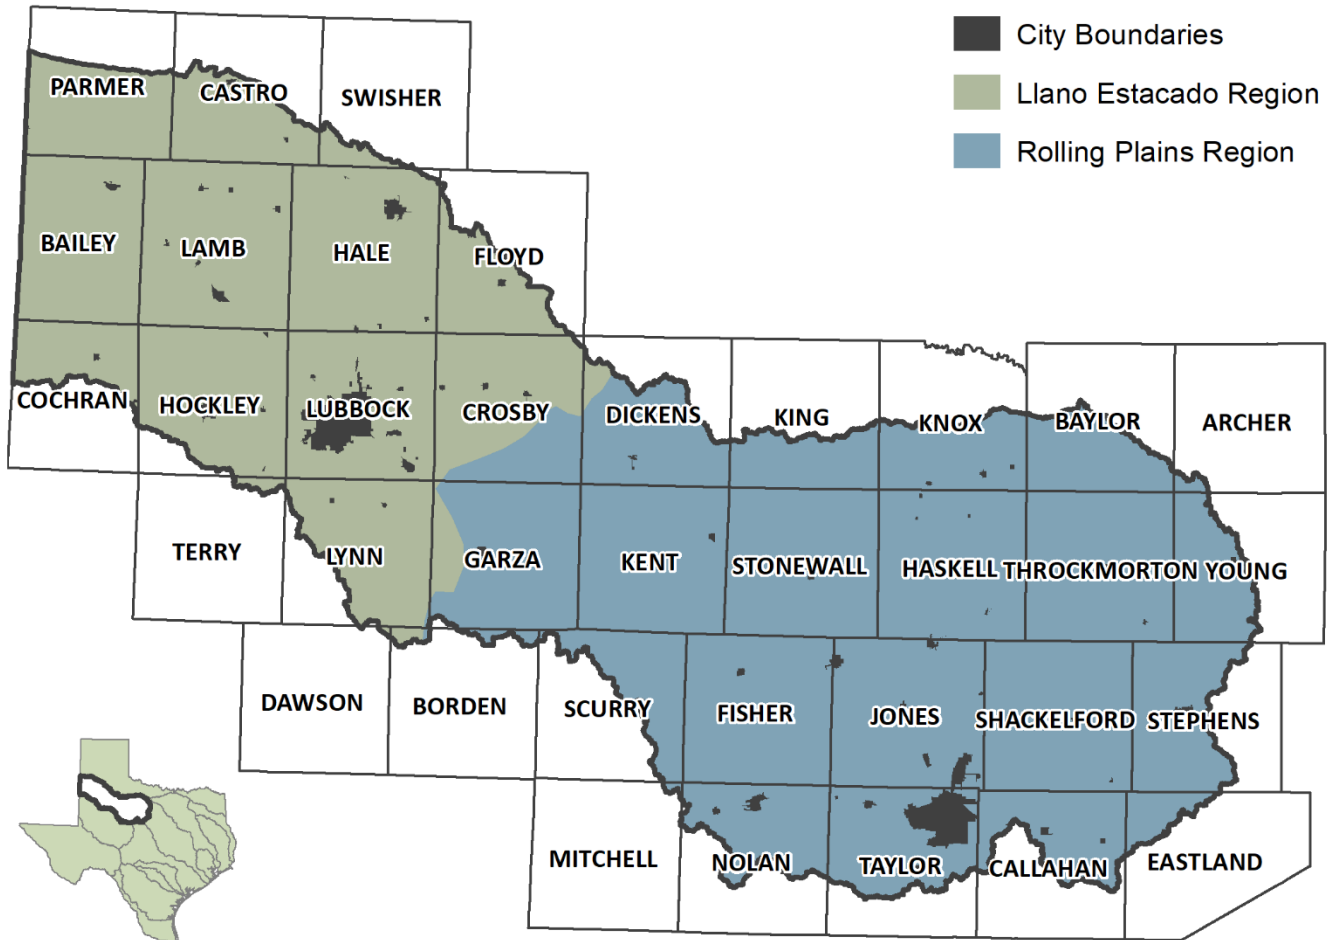 City Boundaries
Llano Estacado Region
Rolling Plains Region
PARMER
CASTRO
SWISHER
BAILEY
LAMB
HALE
FLOYD
COCHRAN
HOCKLEY
LUBBOCK
CROSBY
DICKENS
KING
KNOX
BAYLOR
ARCHER
TERRY
LYNN
GARZA
KENT
STONEWALL
HASKELL
THROCKMORTON
YOUNG
DAWSON
BORDEN
SCURRY
FISHER
JONES
SHACKELFORD
STEPHENS
MITCHELL
NOLAN
TAYLOR
CALLAHAN
EASTLAND